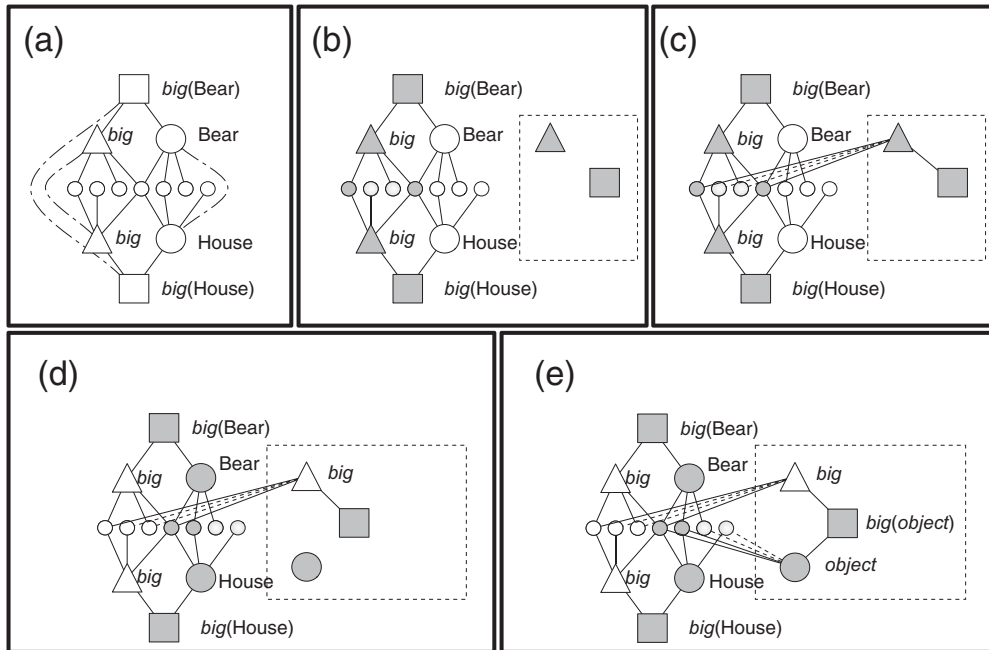 (a)
big(Bear)
big
Bear
big
House
big(House)
(b)
big(Bear)
big
Bear
big
House
big(House)
(c)
big(Bear)
big
Bear
big
House
big(House)
(d)
big(Bear)
big
Bear
big
big
House
big(House)
(e)
big(Bear)
big
Bear
big
big(object)
big
House
object
big(House)